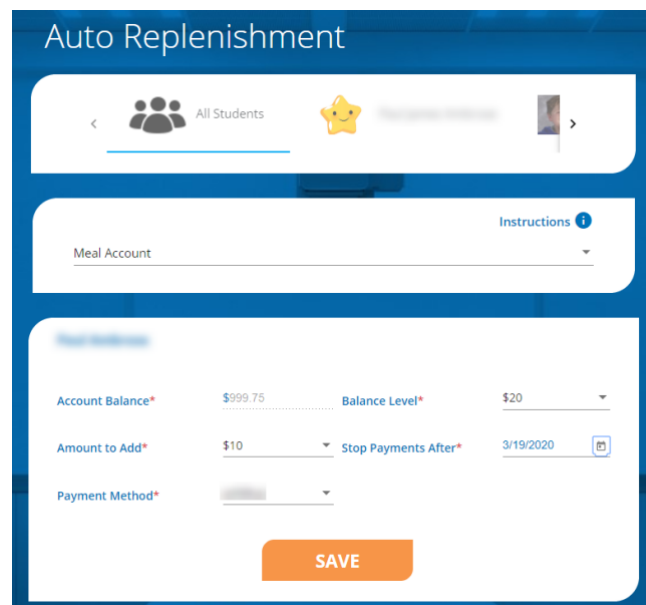 Auto Replenishment
All Students
Instructions
Meal Account
Account Balance* $999.75 Balance Level* $20
Amount to Add* $10 Stop Payments After* 3/19/2020
Payment Method*
SAVE